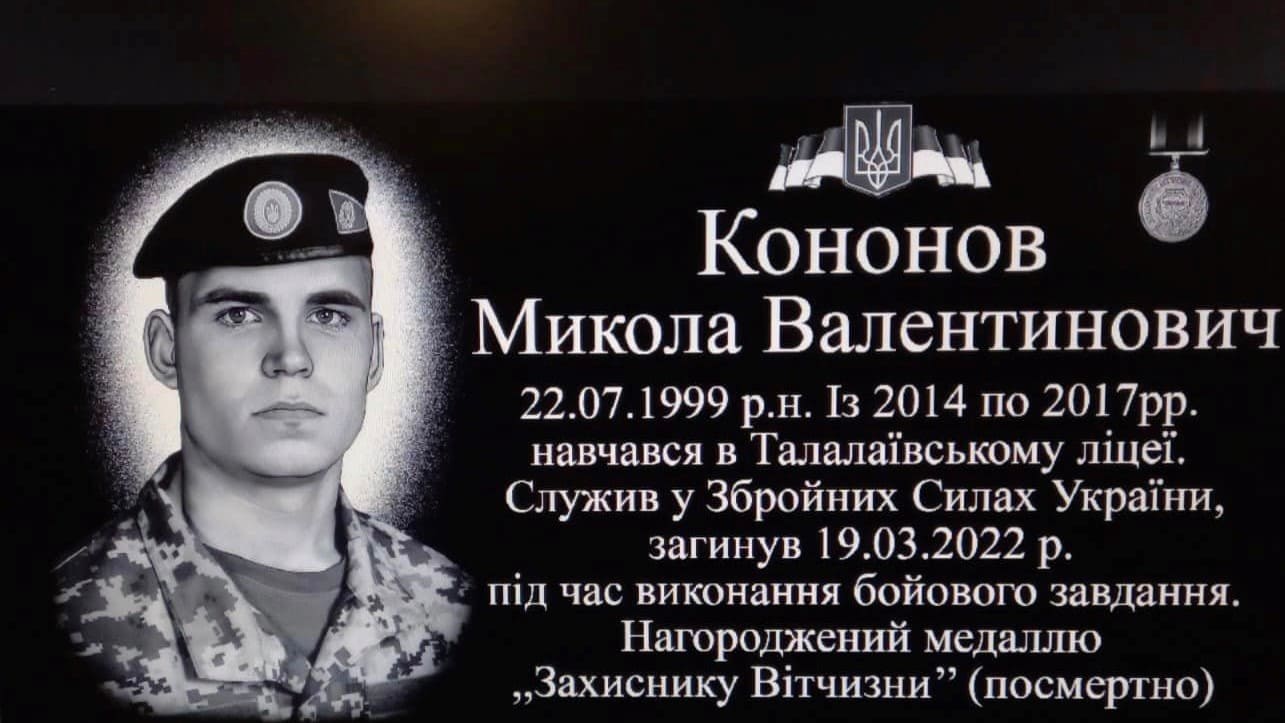 Кононов
Микола Валентинович
22.07.1999 р.н. Із 2014 по 2017рр.
навчався в Талалаївському ліцеї.
Служив у Збройних Силах України,
загинув 19.03.2022 р.
під час виконання бойового завдання.
Нагороджений медаллю
„Захиснику Вітчизни” (посмертно)